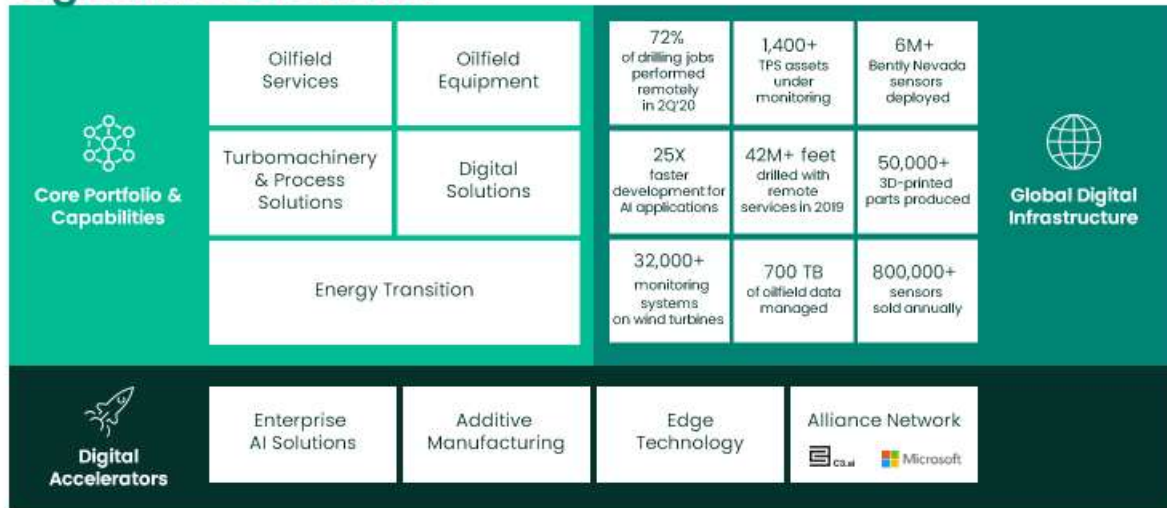 Core Portfolio &
Capabilities
Oilfield
Services
Oilfield
Equipment
Turbomachinery
& Process
Solutions
Digital
Solutions
Energy Transition
72%
of drilling jobs
performed
remotely
in 2Q'20
1,400+
TPS assets
under
monitoring
6M+
Bently Nevada
sensors
deployed
25X
faster
development for
AI applications
42M+ feet
drilled with
remote
services in 2019
50,000+
3D-printed
parts produced
32,000+
monitoring
systems
on wind turbines
700 TB
of oilfield data
managed
800,000+
sensors
sold annually
Global Digital
Infrastructure
Digital
Accelerators
Enterprise
AI Solutions
Additive
Manufacturing
Edge
Technology
Alliance Network
C3.ai
Microsoft